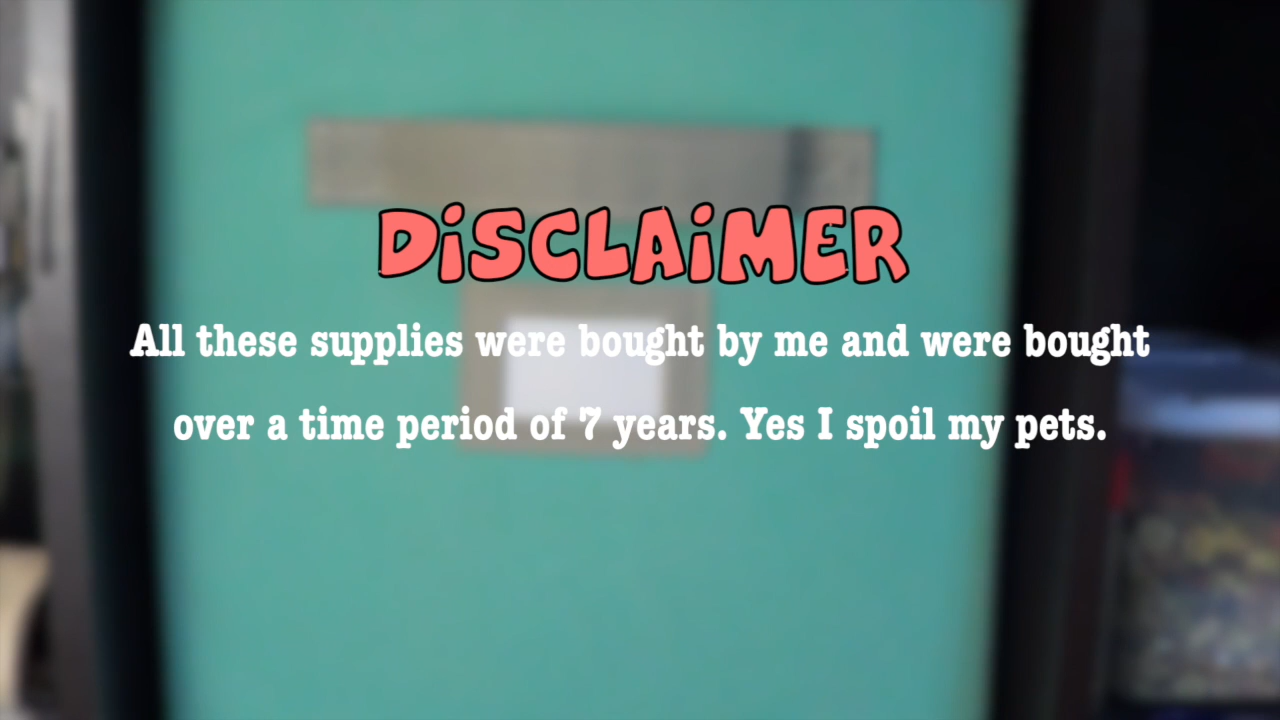 DiSCLAiMER
All these supplies were bought by me and were bought
over a time period of 7 years. Yes I spoil my pets.